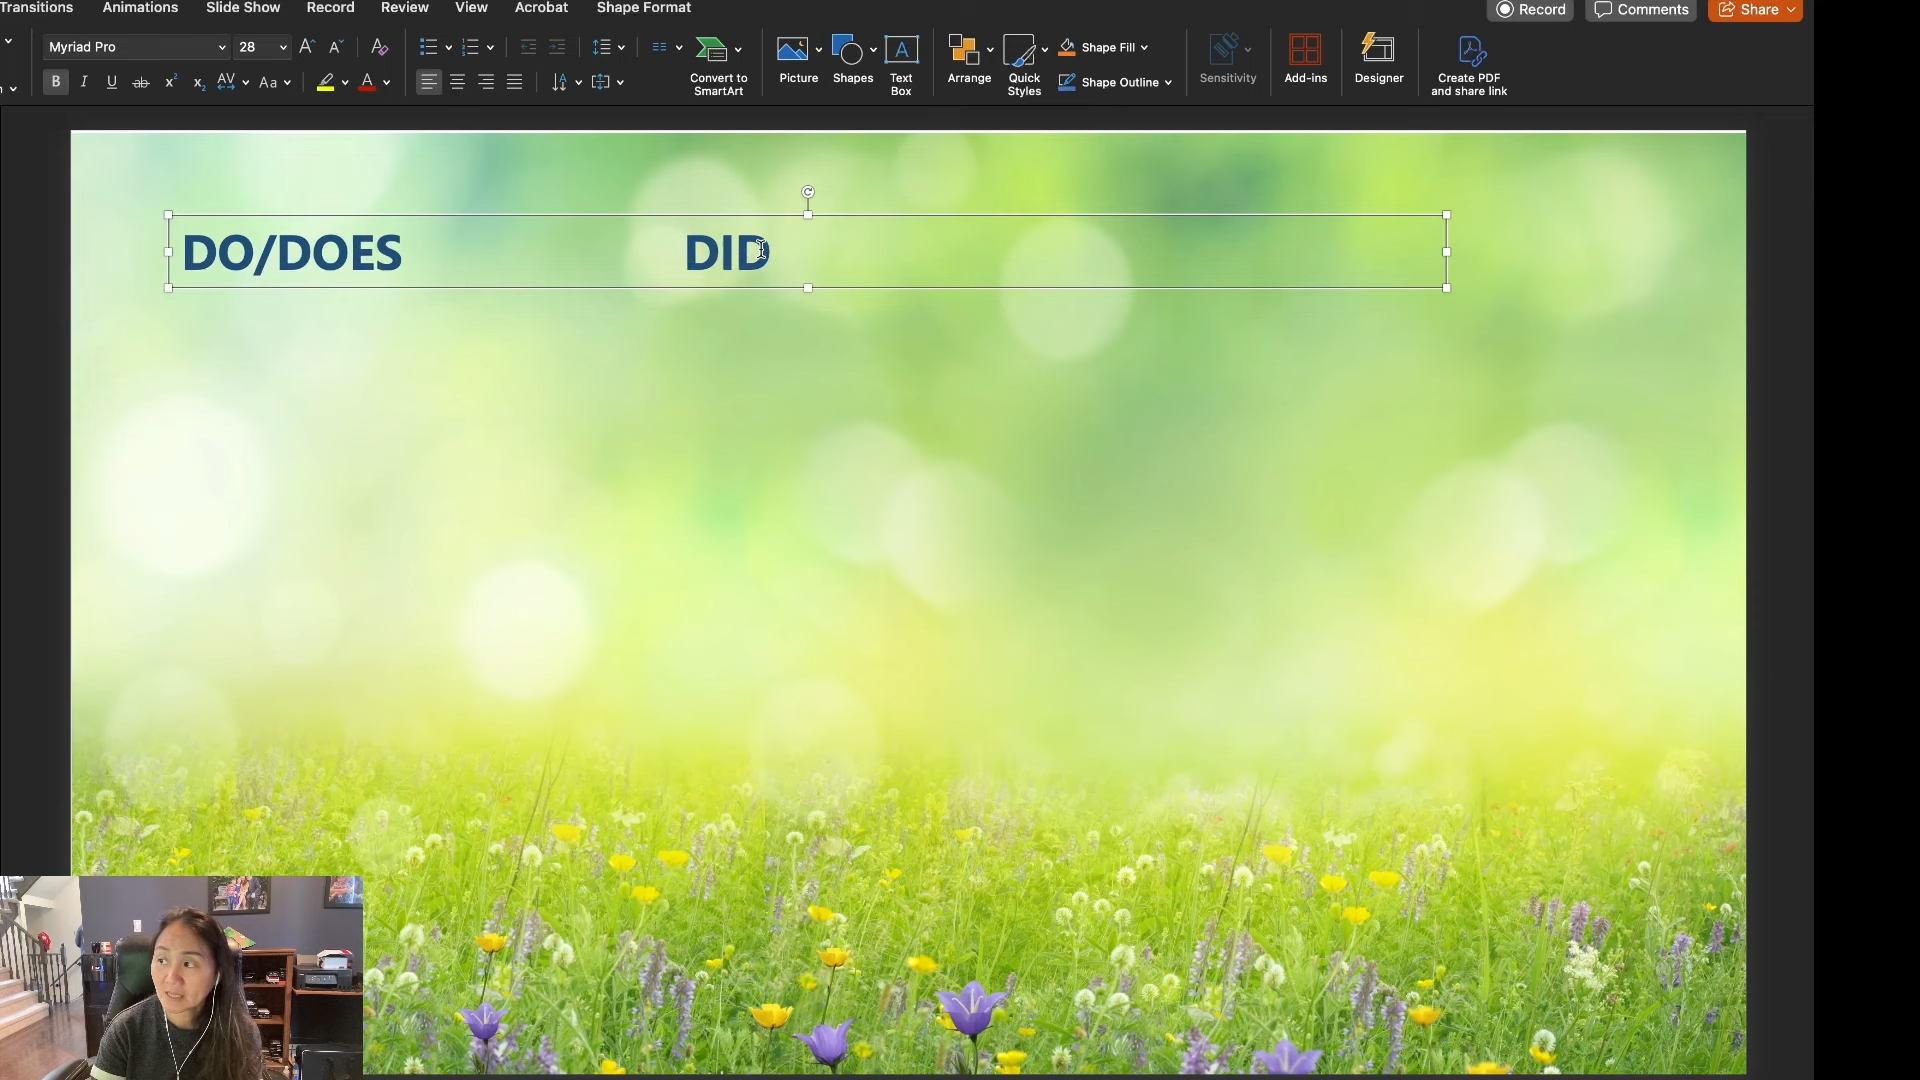 Transitions Animations Slide Show Record Review View Acrobat Shape Format Record Comments Share
Myriad Pro 28
Convert to SmartArt
Picture
Shapes
Text Box
Arrange
Quick Styles
Shape Fill
Shape Outline
Sensitivity
Add-ins
Designer
Create PDF and share link
DO/DOES DID